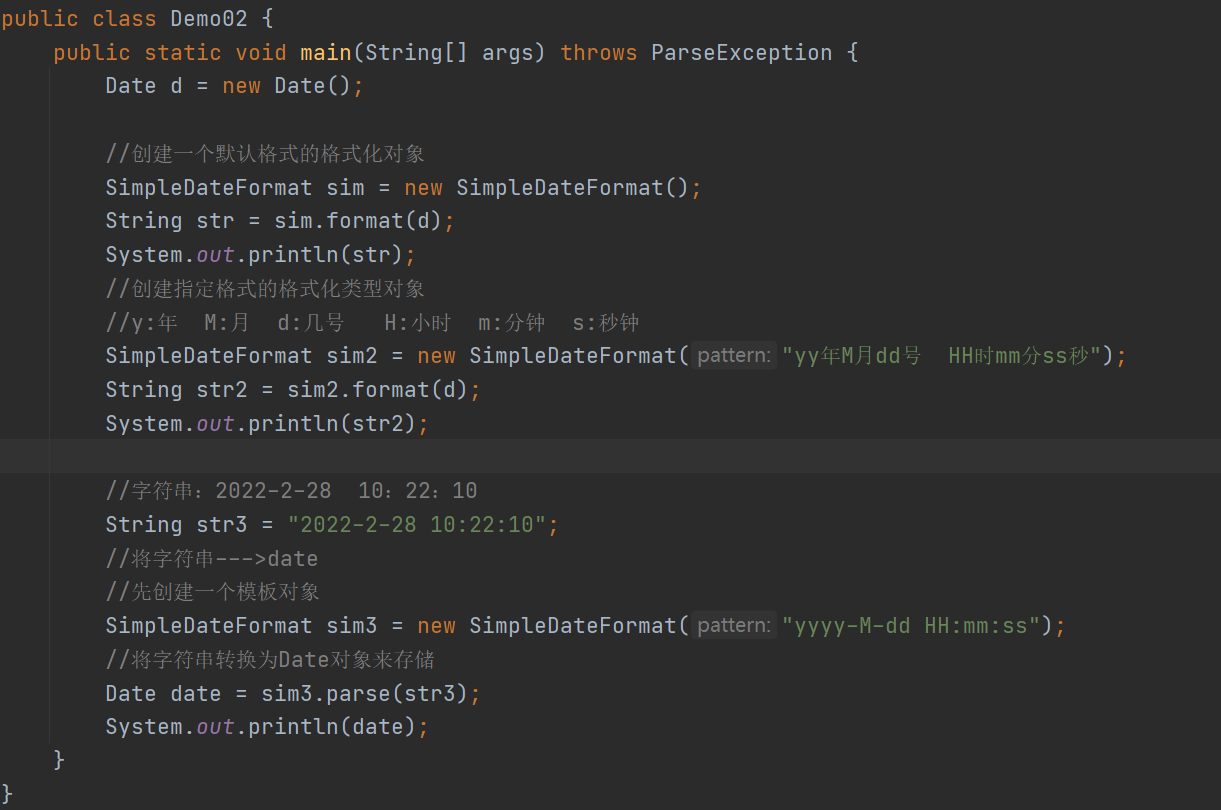 public class Demo02 {
    public static void main(String[] args) throws ParseException {
        Date d = new Date();
        //创建一个默认格式的格式化对象
        SimpleDateFormat sim = new SimpleDateFormat();
        String str = sim.format(d);
        System.out.println(str);
        //创建指定格式的格式化类型对象
        //y:年  M:月  d:几号   H:小时  m:分钟  s:秒钟
        SimpleDateFormat sim2 = new SimpleDateFormat( pattern: "yy年M月dd号  HH时mm分ss秒");
        String str2 = sim2.format(d);
        System.out.println(str2);
        //字符串：2022-2-28  10：22：10
        String str3 = "2022-2-28 10:22:10";
        //将字符串--->date
        //先创建一个模板对象
        SimpleDateFormat sim3 = new SimpleDateFormat( pattern: "yyyy-M-dd HH:mm:ss");
        //将字符串转换为Date对象来存储
        Date date = sim3.parse(str3);
        System.out.println(date);
    }
}